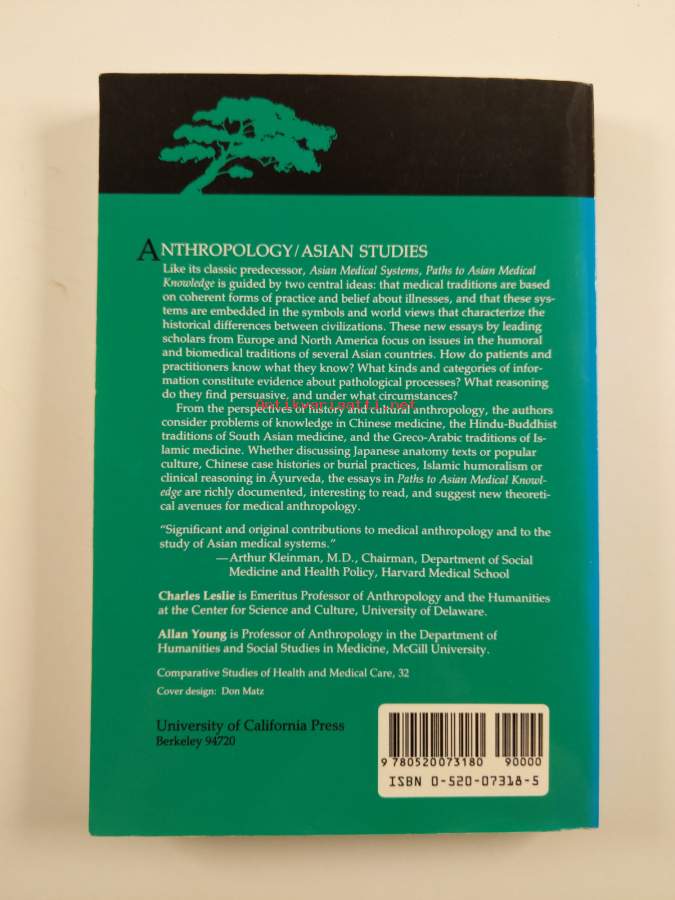 ANTHROPOLOGY/ASIAN STUDIES
Like its classic predecessor, Asian Medical Systems, Paths to Asian Medical
Knowledge is guided by two central ideas: that medical traditions are based
on coherent forms of practice and belief about illnesses, and that these sys-
tems are embedded in the symbols and world views that characterize the
historical differences between civilizations. These new essays by leading
scholars from Europe and North America focus on issues in the humoral
and biomedical traditions of several Asian countries. How do patients and
practitioners know what they know? What kinds and categories of infor-
mation constitute evidence about pathological processes? What reasoning
do they find persuasive, and under what circumstances?
Antikvariaatti.net
From the perspectives of history and cultural anthropology, the authors
consider problems of knowledge in Chinese medicine, the Hindu-Buddhist
traditions of South Asian medicine, and the Greco-Arabic traditions of Is-
lamic medicine. Whether discussing Japanese anatomy texts or popular
culture, Chinese case histories or burial practices, Islamic humoralism or
clinical reasoning in Āyurveda, the essays in Paths to Asian Medical Knowl-
edge are richly documented, interesting to read, and suggest new theoreti-
cal avenues for medical anthropology.
"Significant and original contributions to medical anthropology and to the
study of Asian medical systems."
—Arthur Kleinman, M.D., Chairman, Department of Social
Medicine and Health Policy, Harvard Medical School
Charles Leslie is Emeritus Professor of Anthropology and the Humanities
at the Center for Science and Culture, University of Delaware.
Allan Young is Professor of Anthropology in the Department of
Humanities and Social Studies in Medicine, McGill University.
Comparative Studies of Health and Medical Care, 32
Cover design: Don Matz
University of California Press
Berkeley 94720
9 780520 073180 90000
ISBN 0-520-07318-5